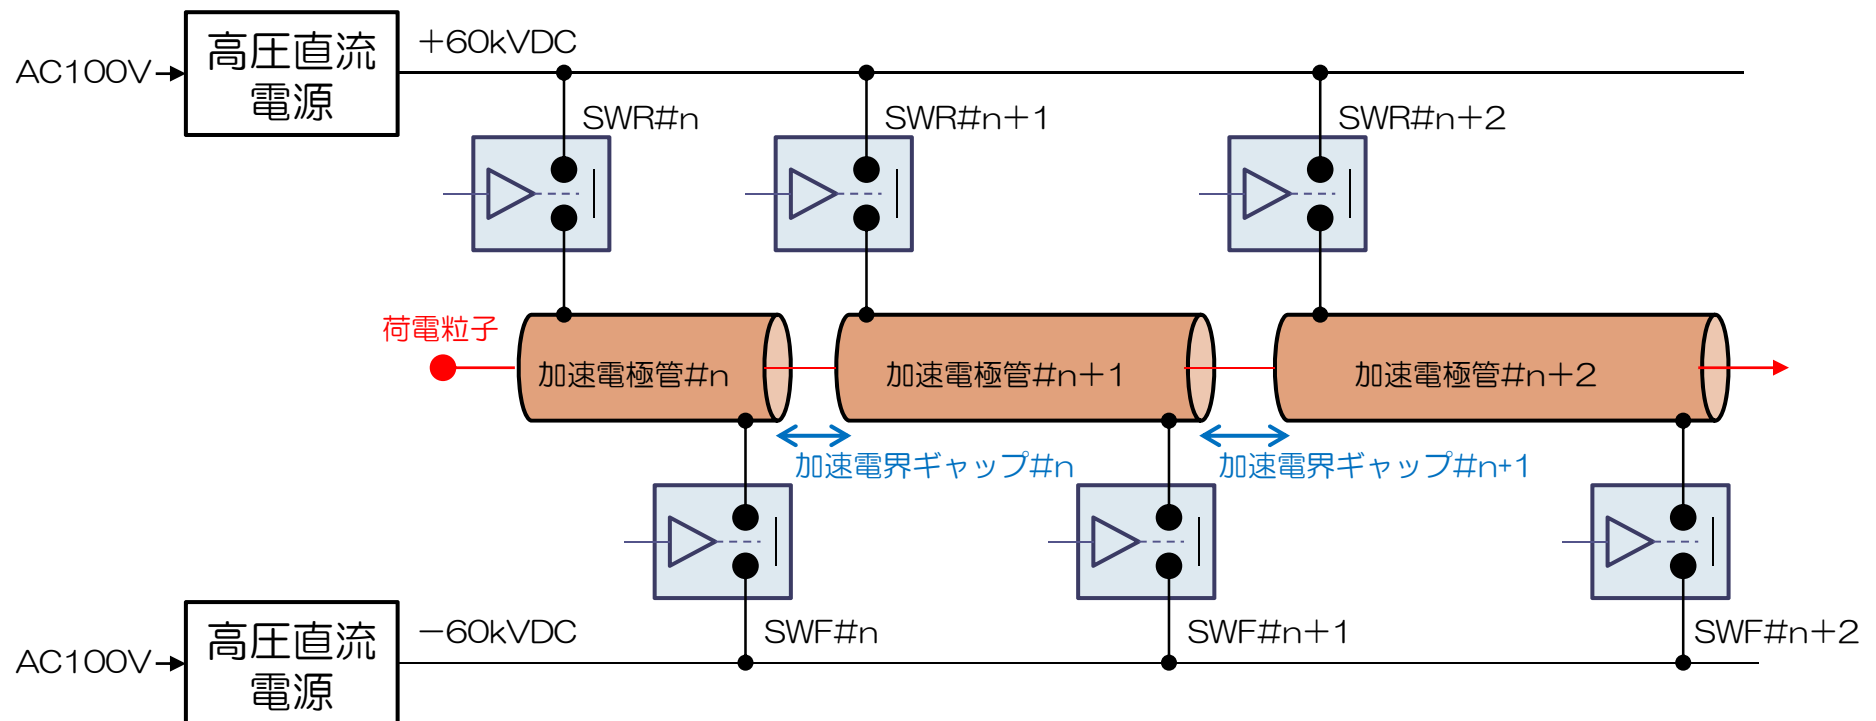 +60kVDC
AC100V
高圧直流
電源
SWR#n
SWR#n+1
SWR#n+2
荷電粒子
加速電極管#n
加速電極管#n+1
加速電極管#n+2
加速電界ギャップ#n
加速電界ギャップ#n+1
−60kVDC
SWF#n
SWF#n+1
SWF#n+2
AC100V
高圧直流
電源